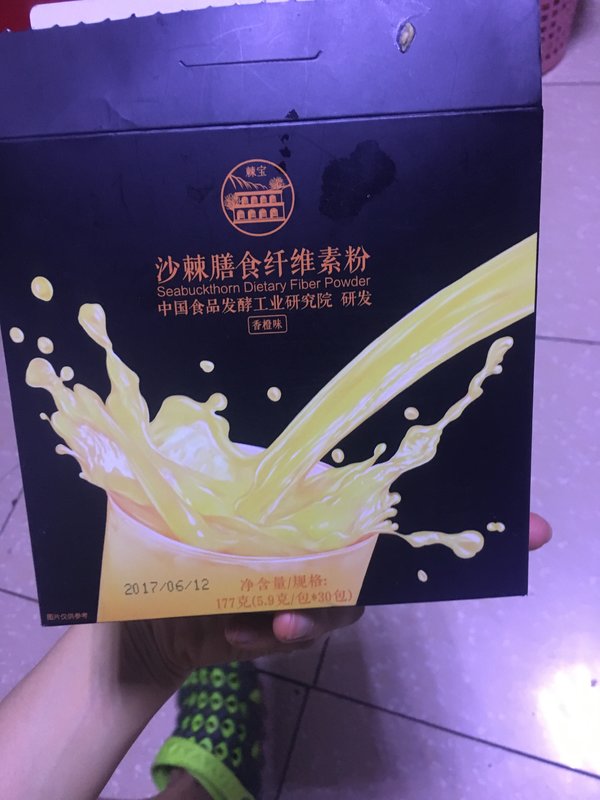 棘宝
沙棘膳食纤维素粉
Seabuckthorn Dietary Fiber Powder
中国食品发酵工业研究院 研发
香橙味
2017/06/12
净含量/规格:
177克(5.9克/包*30包)
图片仅供参考